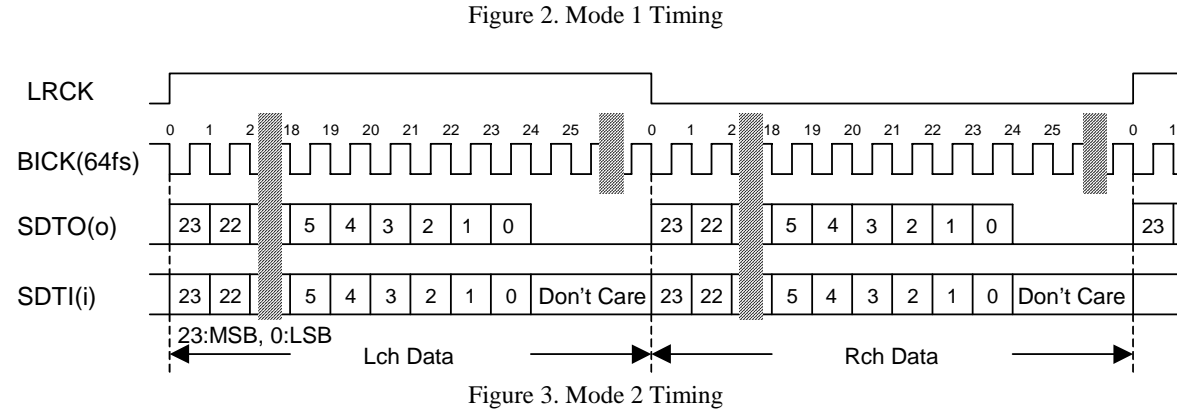 Figure 2. Mode 1 Timing
LRCK
0 1 2 18 19 20 21 22 23 24 25 0 1 2 18 19 20 21 22 23 24 25 0 1
BICK(64fs)
SDTO(o) 23 22 5 4 3 2 1 0 23 22 5 4 3 2 1 0 23
SDTI(i) 23 22 5 4 3 2 1 0 Don't Care 23 22 5 4 3 2 1 0 Don't Care
23:MSB, 0:LSB
Lch Data Rch Data
Figure 3. Mode 2 Timing